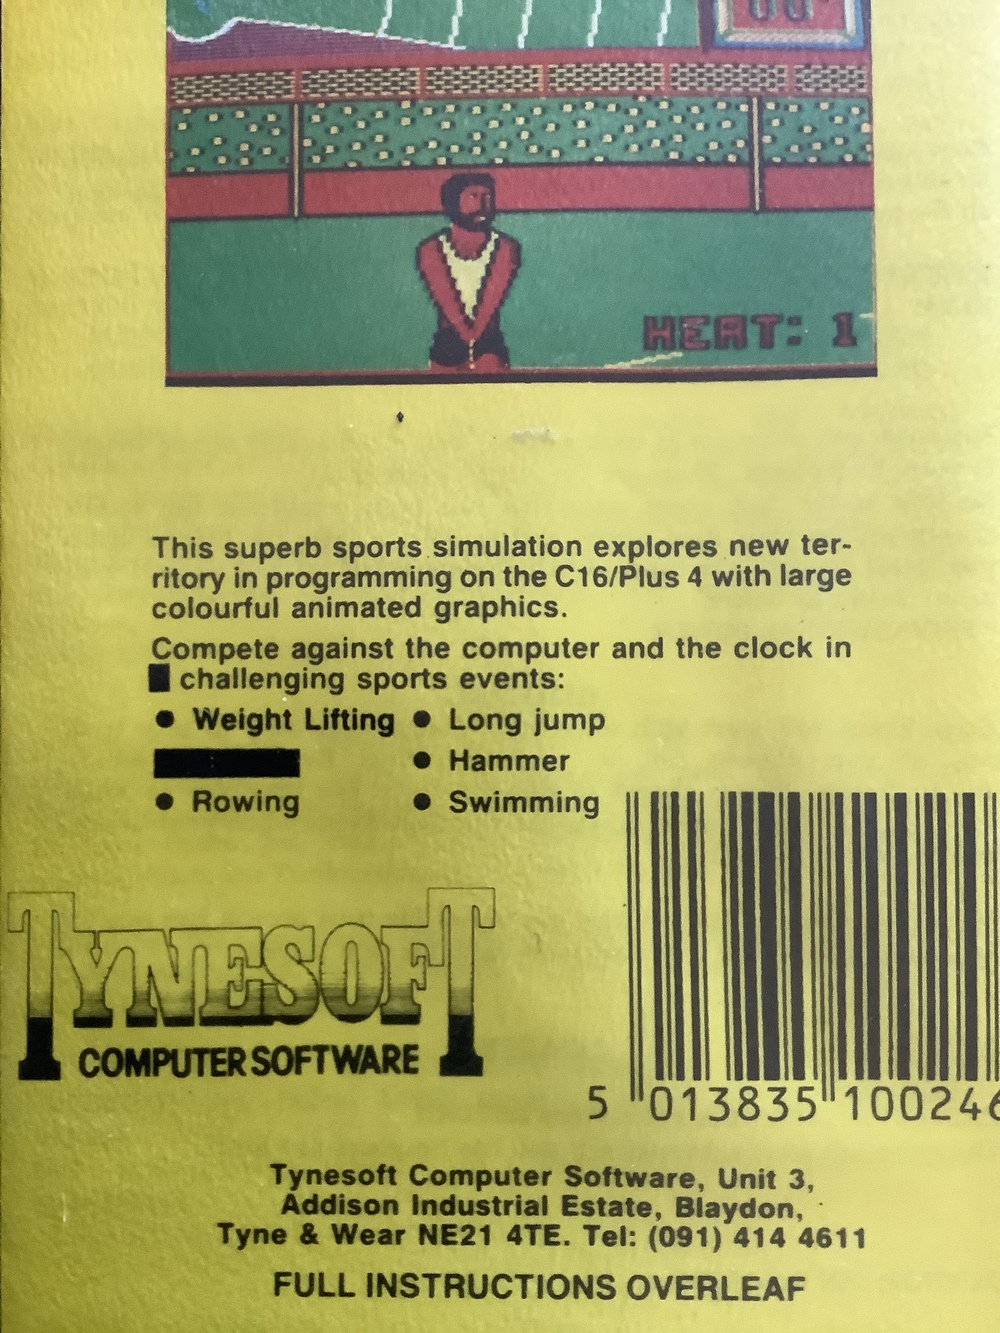 HEAT: 1
This superb sports simulation explores new ter-
ritory in programming on the C16/Plus 4 with large
colourful animated graphics.
Compete against the computer and the clock in
challenging sports events:
● Weight Lifting ● Long jump
● Hammer
● Rowing ● Swimming
TYNESOFT
COMPUTER SOFTWARE
5 013835 100246
Tynesoft Computer Software, Unit 3,
Addison Industrial Estate, Blaydon,
Tyne & Wear NE21 4TE. Tel: (091) 414 4611
FULL INSTRUCTIONS OVERLEAF